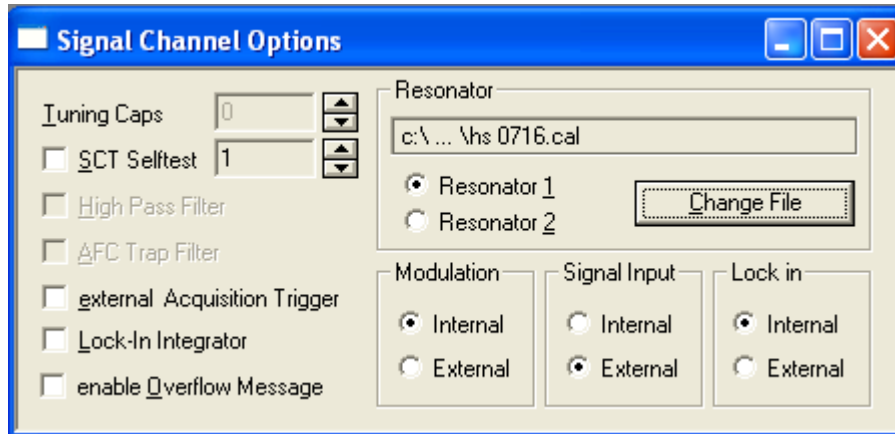 Signal Channel Options
Tuning Caps 0
SCT Selftest 1
High Pass Filter
AFC Trap Filter
external Acquisition Trigger
Lock-In Integrator
enable Overflow Message
Resonator
c:\ ... \hs 0716.cal
Resonator 1
Resonator 2
Change File
Modulation
Internal
External
Signal Input
Internal
External
Lock in
Internal
External